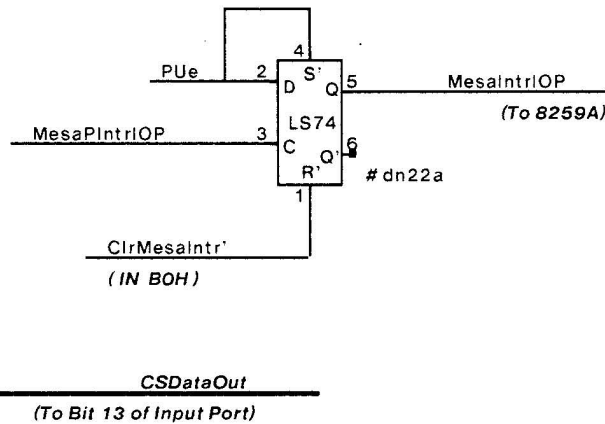 4
PUe 2 D S' Q 5 MesaIntrIOP
(To 8259A)
LS74
MesaPIntrIOP 3 C Q' 6
R' # dn22a
1
ClrMesaIntr'
(IN B0H)
CSDataOut
(To Bit 13 of Input Port)